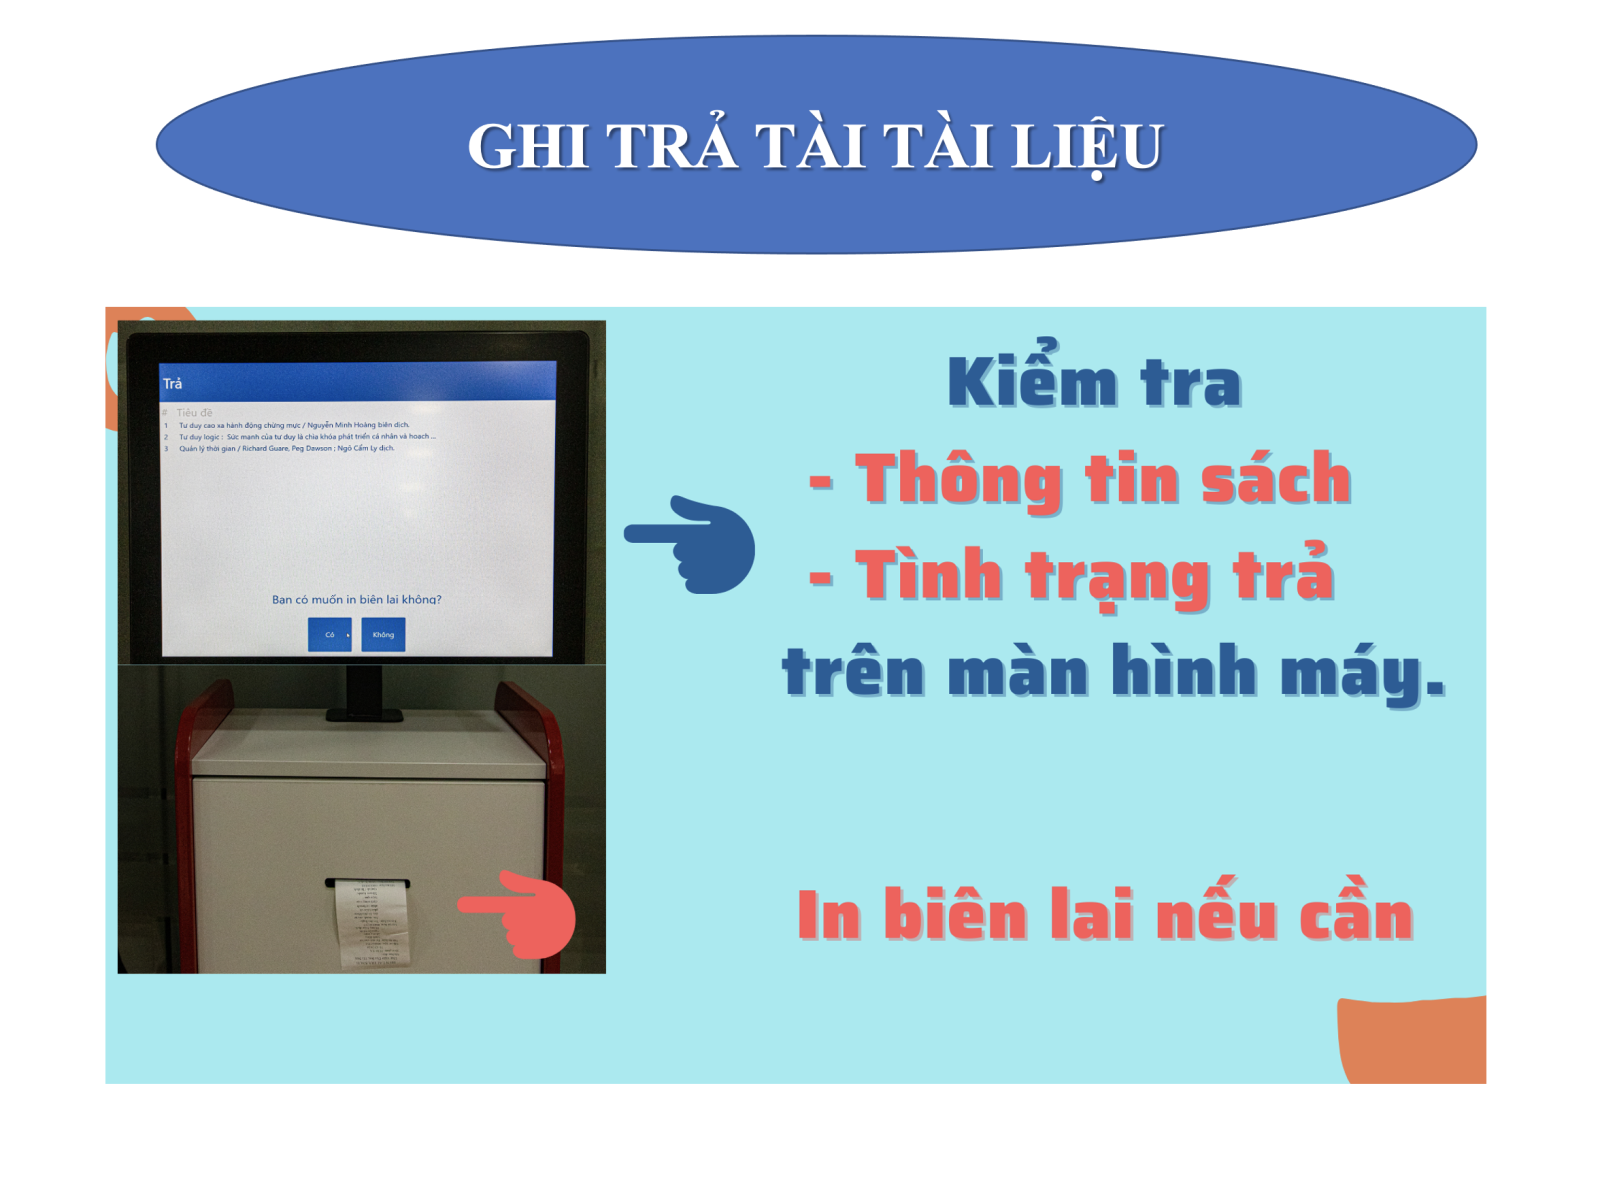 GHI TRẢ TÀI TÀI LIỆU
Trả
# Tiêu đề
1 Tư duy cao xa hành động chừng mực / Nguyễn Minh Hoàng biên dịch.
2 Tư duy logic : Sức mạnh của tư duy là chìa khóa phát triển cá nhân và hoạch ...
3 Quản lý thời gian / Richard Guare, Peg Dawson ; Ngô Cẩm Ly dịch.
Bạn có muốn in biên lai không?
Có Không
Kiểm tra
- Thông tin sách
- Tình trạng trả
trên màn hình máy.
In biên lai nếu cần